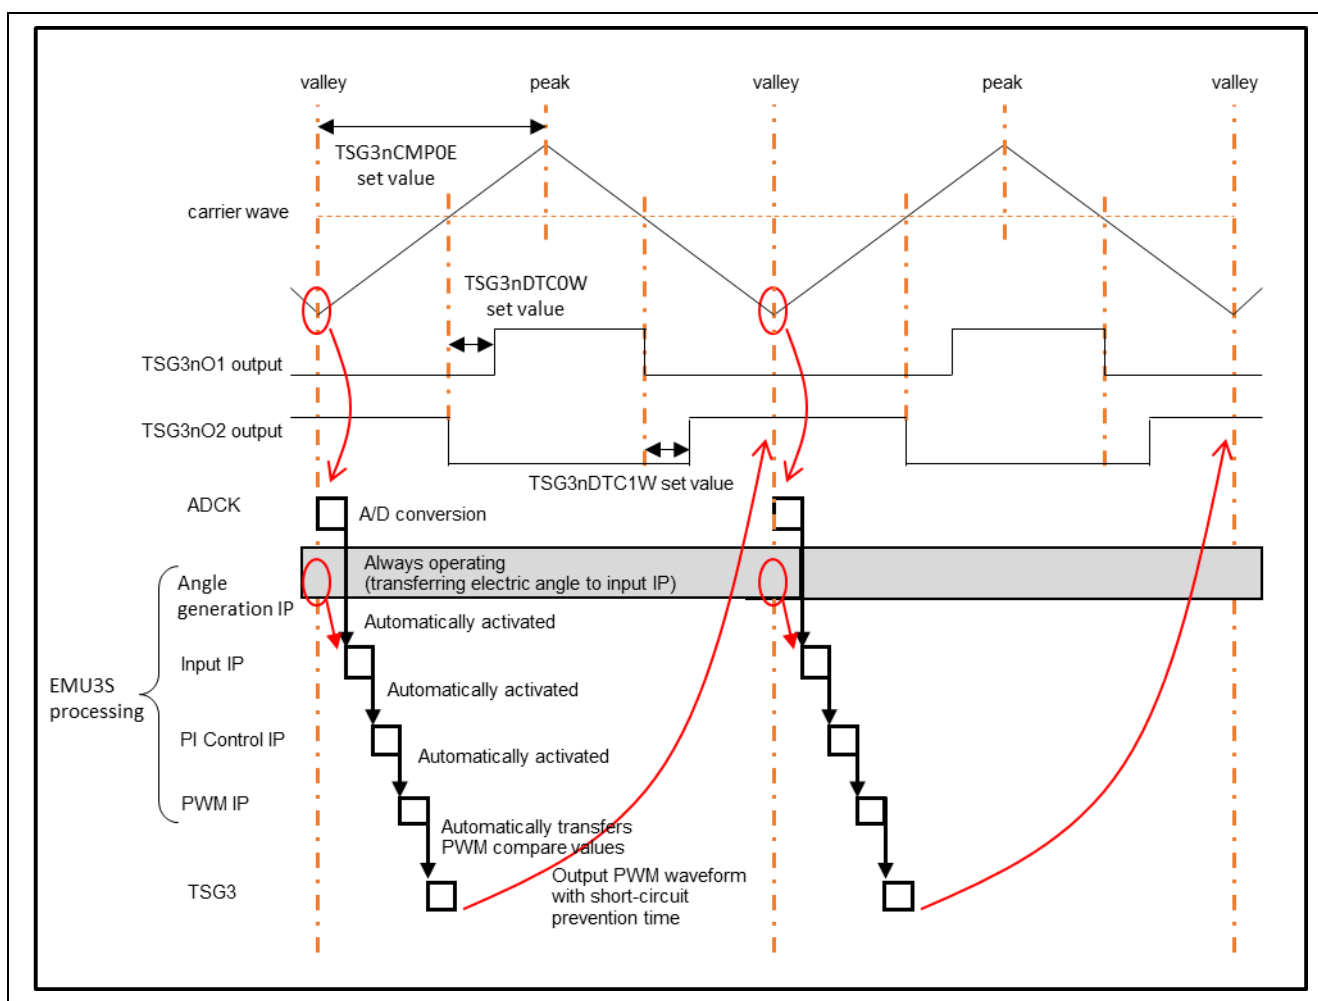 valley
peak
valley
peak
valley
TSG3nCMP0E
set value
carrier wave
TSG3nDTC0W
set value
TSG3nO1 output
TSG3nO2 output
TSG3nDTC1W set value
ADCK
A/D conversion
Always operating
(transferring electric angle to input IP)
Angle
generation IP
Automatically activated
Input IP
EMU3S
processing
Automatically activated
PI Control IP
Automatically activated
PWM IP
Automatically transfers
PWM compare values
TSG3
Output PWM waveform
with short-circuit
prevention time